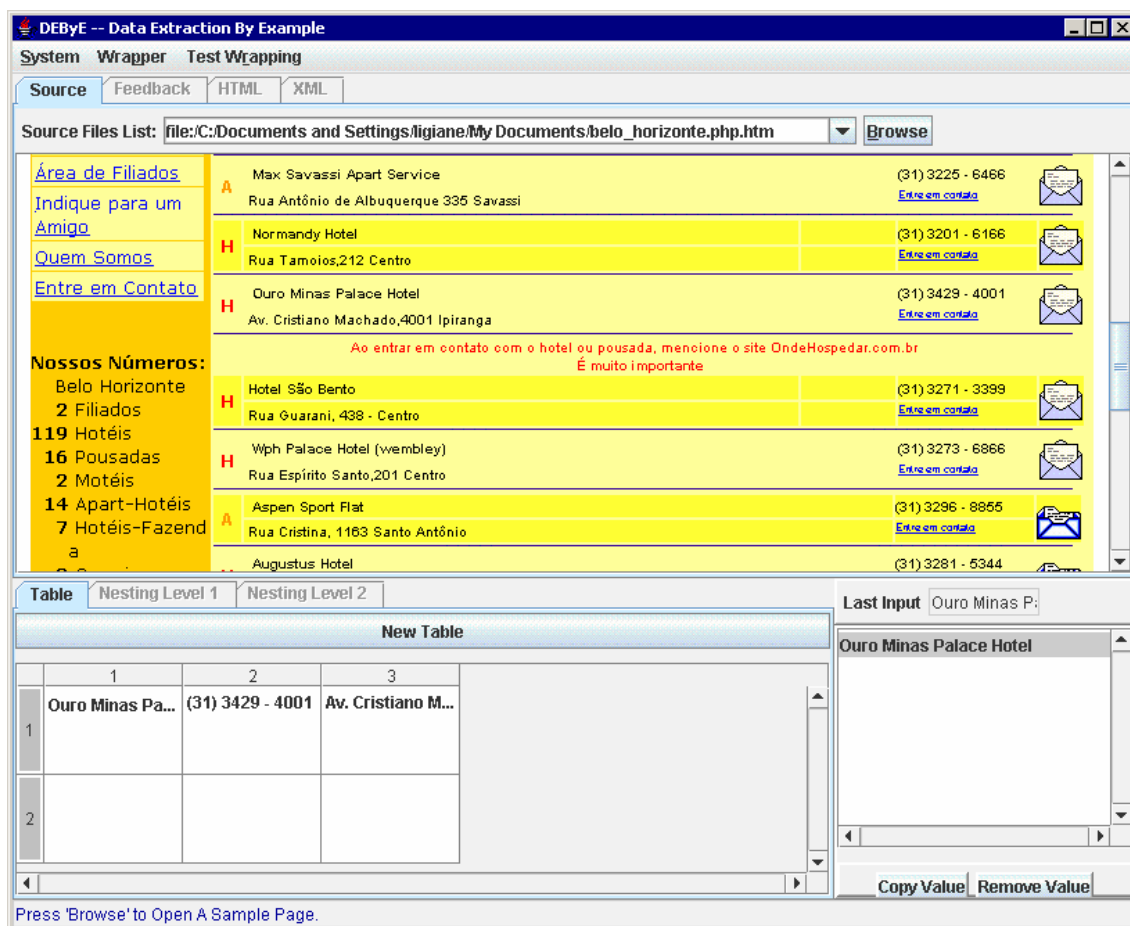 DEByE -- Data Extraction By Example
System Wrapper Test Wrapping
Source Feedback HTML XML
Source Files List: file:/C:/Documents and Settings/ligiane/My Documents/belo_horizonte.php.htm Browse
Área de Filiados
Indique para um
Amigo
Quem Somos
Entre em Contato
Nossos Números:
Belo Horizonte
2 Filiados
119 Hotéis
16 Pousadas
2 Motéis
14 Apart-Hotéis
7 Hotéis-Fazend
a
A Max Savassi Apart Service (31) 3225 - 6466
Rua Antônio de Albuquerque 335 Savassi Entre em contato
H Normandy Hotel (31) 3201 - 6166
Rua Tamoios,212 Centro Entre em contato
H Ouro Minas Palace Hotel (31) 3429 - 4001
Av. Cristiano Machado,4001 Ipiranga Entre em contato
Ao entrar em contato com o hotel ou pousada, mencione o site OndeHospedar.com.br
É muito importante
H Hotel São Bento (31) 3271 - 3399
Rua Guarani, 438 - Centro Entre em contato
H Wph Palace Hotel (wembley) (31) 3273 - 6866
Rua Espírito Santo,201 Centro Entre em contato
A Aspen Sport Flat (31) 3296 - 8855
Rua Cristina, 1163 Santo Antônio Entre em contato
Augustus Hotel (31) 3281 - 5344
Table Nesting Level 1 Nesting Level 2
New Table
1 2 3
1 Ouro Minas Pa... (31) 3429 - 4001 Av. Cristiano M...
2
Last Input Ouro Minas P
Ouro Minas Palace Hotel
Copy Value Remove Value
Press 'Browse' to Open A Sample Page.